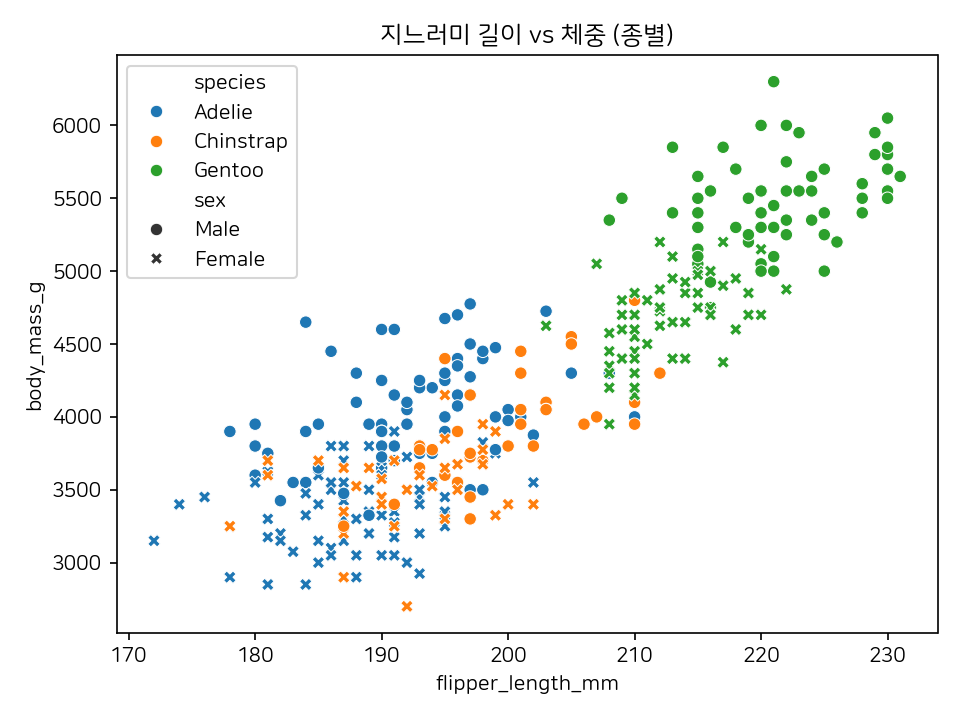 지느러미 길이 vs 체중 (종별)
species
Adelie
Chinstrap
Gentoo
sex
Male
Female
body_mass_g
6000
5500
5000
4500
4000
3500
3000
170 180 190 200 210 220 230
flipper_length_mm